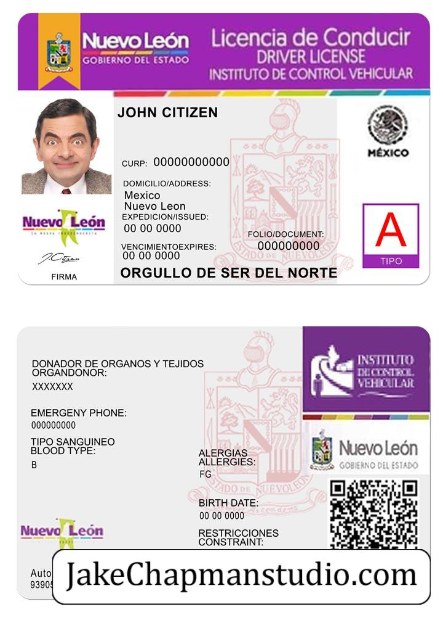 Nuevo León
GOBIERNO DEL ESTADO
Licencia de Conducir
DRIVER LICENSE
INSTITUTO DE CONTROL VEHICULAR
JOHN CITIZEN
CURP: 00000000000
DOMICILIO/ADDRESS:
Mexico
Nuevo Leon
EXPEDICION/ISSUED:
00 00 0000
VENCIMIENTOEXPIRES:
00 00 0000
FOLIO/DOCUMENT:
000000000
ORGULLO DE SER DEL NORTE
MÉXICO
A
TIPO
Nuevo León
J.Citizen
FIRMA
DONADOR DE ORGANOS Y TEJIDOS
ORGANDONOR:
XXXXXXX
EMERGENY PHONE:
000000000
TIPO SANGUINEO
BLOOD TYPE:
B
ALERGIAS
ALLERGIES:
FG
BIRTH DATE:
00 00 0000
RESTRICCIONES
CONSTRAINT:
INSTITUTO
DE CONTROL
VEHICULAR
Nuevo León
GOBIERNO DEL ESTADO
Nuevo León
Auto
9390
JakeChapmanstudio.com